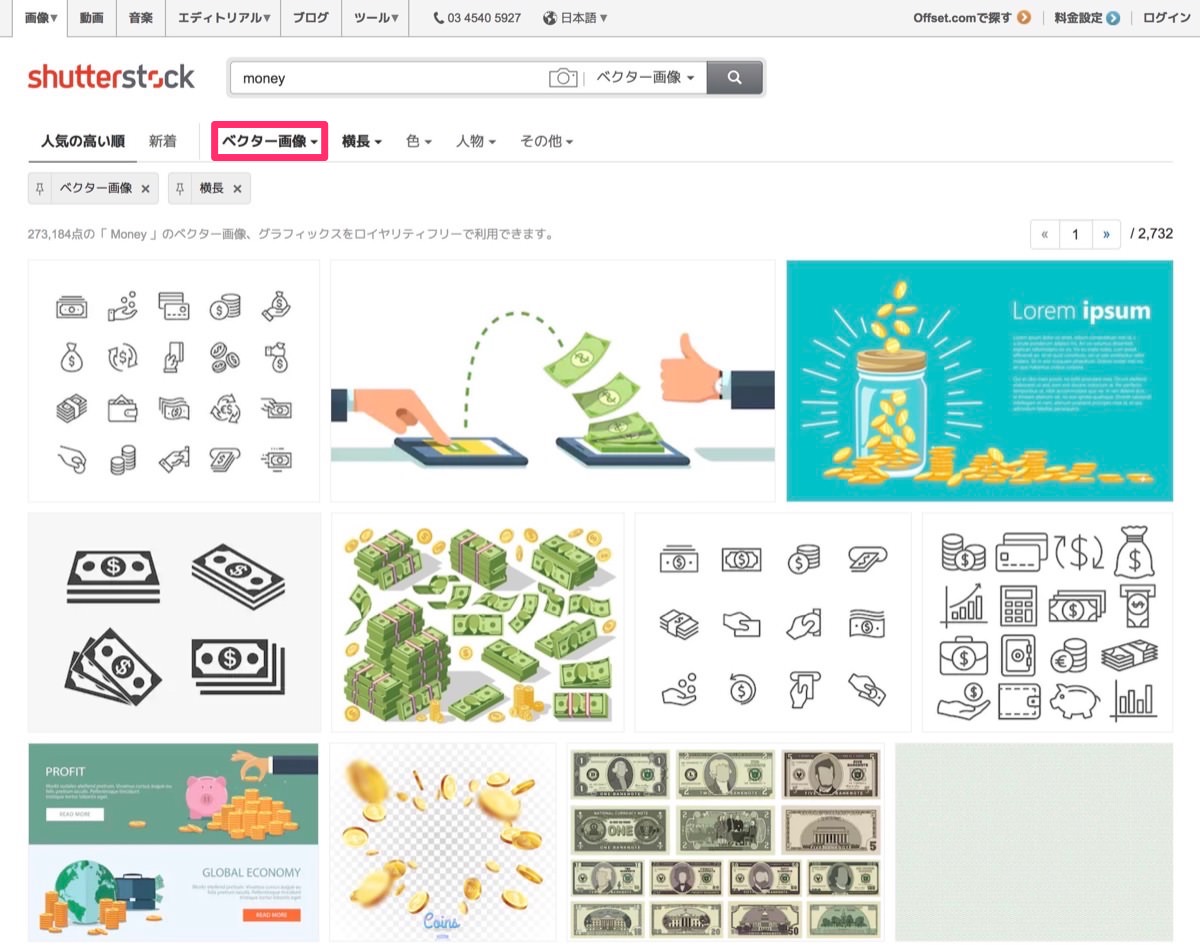 画像▾ 動画 音楽 エディトリアル▾ ブログ ツール▾ 03 4540 5927 日本語 ▾ Offset.comで探す 料金設定 ログイン
shutterstock
money ベクター画像
人気の高い順 新着 ベクター画像 横長 色 人物 その他
ベクター画像 × 横長 ×
273,184点の「 Money 」のベクター画像、グラフィックスをロイヤリティフリーで利用できます。 « 1 » / 2,732
Lorem ipsum
PROFIT
READ MORE
GLOBAL ECONOMY
READ MORE
Coins
ONE